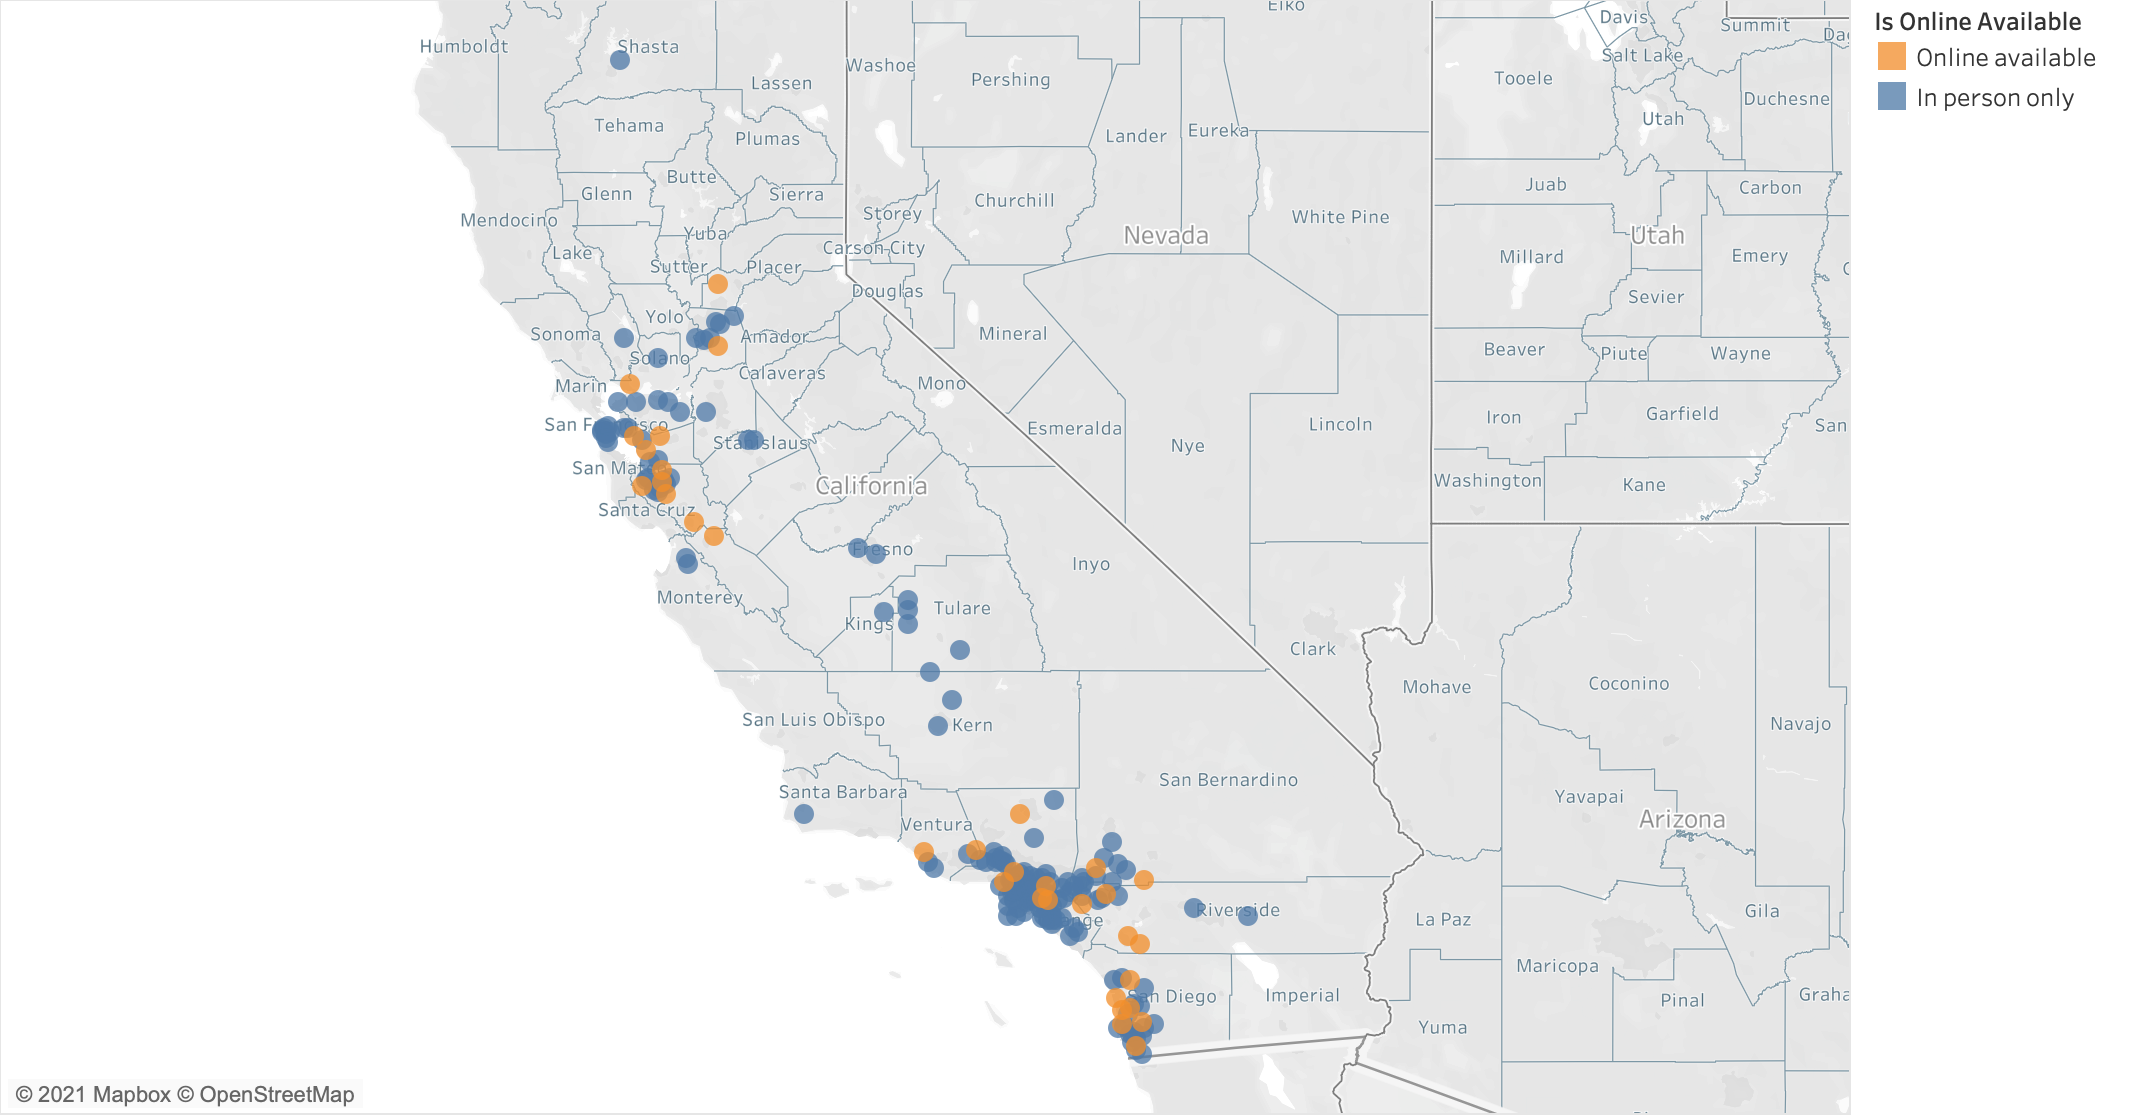 Is Online Available
Online available
In person only
Elko
Davis
Summit
Humboldt
Shasta
Salt Lake
Washoe
Lassen
Pershing
Tooele
Duchesne
Tehama
Utah
Plumas
Lander
Eureka
Butte
Juab
Carbon
Glenn
Sierra
Churchill
Storey
White Pine
Mendocino
Yuba
Nevada
Utah
Carson City
Lake
Sutter
Placer
Millard
Emery
Douglas
Sevier
Yolo
Sonoma
Amador
Mineral
Solano
Beaver
Piute
Wayne
Calaveras
Marin
Mono
Iron
Garfield
San F isco
Esmeralda
Lincoln
San
Stanislaus
Nye
San Mat
California
Washington
Kane
Santa Cruz
Fresno
Inyo
Monterey
Tulare
Kings
Clark
Mohave
Coconino
San Luis Obispo
Kern
Navajo
San Bernardino
Santa Barbara
Yavapai
Ventura
Arizona
Riverside
nge
La Paz
Gila
Maricopa
San Diego
Imperial
Pinal
Graha
Yuma
© 2021 Mapbox © OpenStreetMap